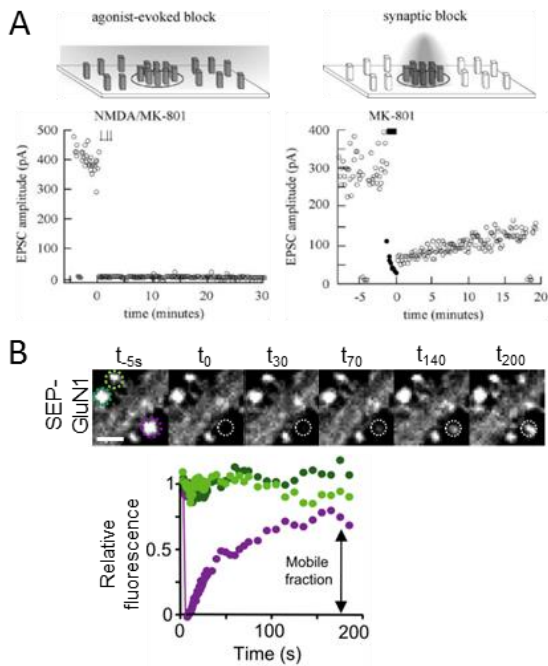 A
agonist-evoked block
synaptic block
NMDA/MK-801
MK-801
EPSC amplitude (pA)
500
400
300
200
100
0
0
10
20
30
time (minutes)
EPSC amplitude (pA)
400
300
200
100
0
-5
0
5
10
15
20
time (minutes)
B
t-5s
t0
t30
t70
t140
t200
SEP-
GluN1
Relative
fluorescence
1
0.5
0
Mobile
fraction
0
100
200
Time (s)